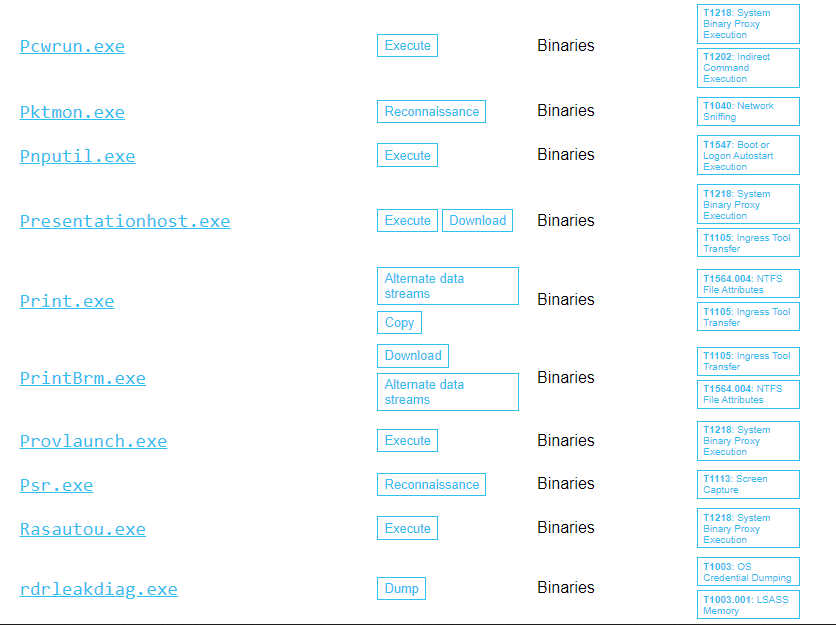 T1218: System
Binary Proxy
Execution
Pcwrun.exe Execute Binaries
T1202: Indirect
Command
Execution
Pktmon.exe Reconnaissance Binaries T1040: Network
Sniffing
Pnputil.exe Execute Binaries T1547: Boot or
Logon Autostart
Execution
T1218: System
Binary Proxy
Execution
Presentationhost.exe Execute Download Binaries
T1105: Ingress Tool
Transfer
Alternate data
streams
T1564.004: NTFS
File Attributes
Print.exe Binaries
Copy
T1105: Ingress Tool
Transfer
Download
T1105: Ingress Tool
Transfer
PrintBrm.exe Binaries
Alternate data
streams
T1564.004: NTFS
File Attributes
Provlaunch.exe Execute Binaries T1218: System
Binary Proxy
Execution
Psr.exe Reconnaissance Binaries T1113: Screen
Capture
Rasautou.exe Execute Binaries T1218: System
Binary Proxy
Execution
T1003: OS
Credential Dumping
rdrleakdiag.exe Dump Binaries
T1003.001: LSASS
Memory